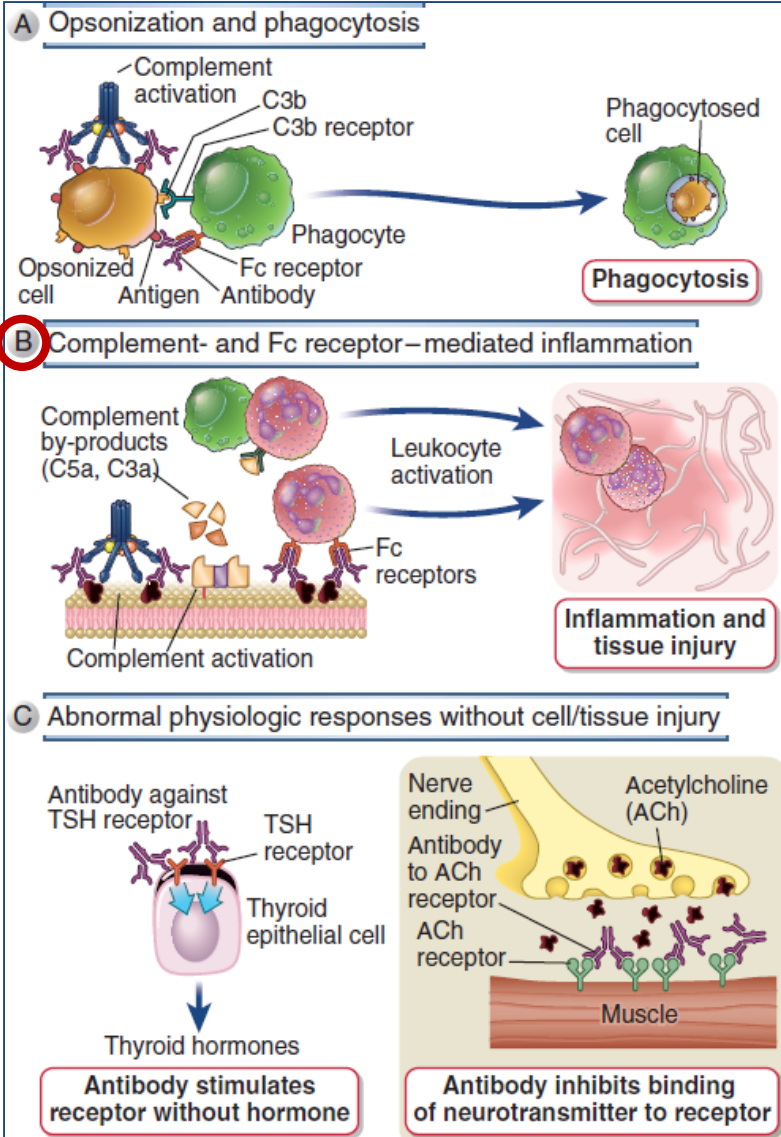 A Opsonization and phagocytosis
Complement
activation
C3b
C3b receptor
Phagocyte
Opsonized
cell
Antigen
Fc receptor
Antibody
Phagocytosed
cell
Phagocytosis
B Complement- and Fc receptor–mediated inflammation
Complement
by-products
(C5a, C3a)
Leukocyte
activation
Fc
receptors
Complement activation
Inflammation and
tissue injury
C Abnormal physiologic responses without cell/tissue injury
Antibody against
TSH receptor
TSH
receptor
Thyroid
epithelial cell
Thyroid hormones
Antibody stimulates
receptor without hormone
Nerve
ending
Acetylcholine
(ACh)
Antibody
to ACh
receptor
ACh
receptor
Muscle
Antibody inhibits binding
of neurotransmitter to receptor